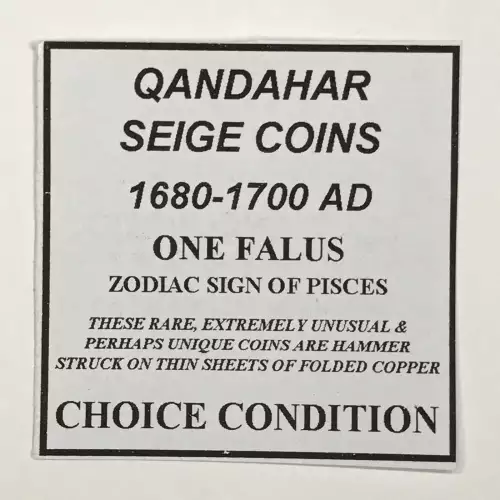 QANDAHAR
SEIGE COINS
1680-1700 AD
ONE FALUS
ZODIAC SIGN OF PISCES
THESE RARE, EXTREMELY UNUSUAL &
PERHAPS UNIQUE COINS ARE HAMMER
STRUCK ON THIN SHEETS OF FOLDED COPPER
CHOICE CONDITION